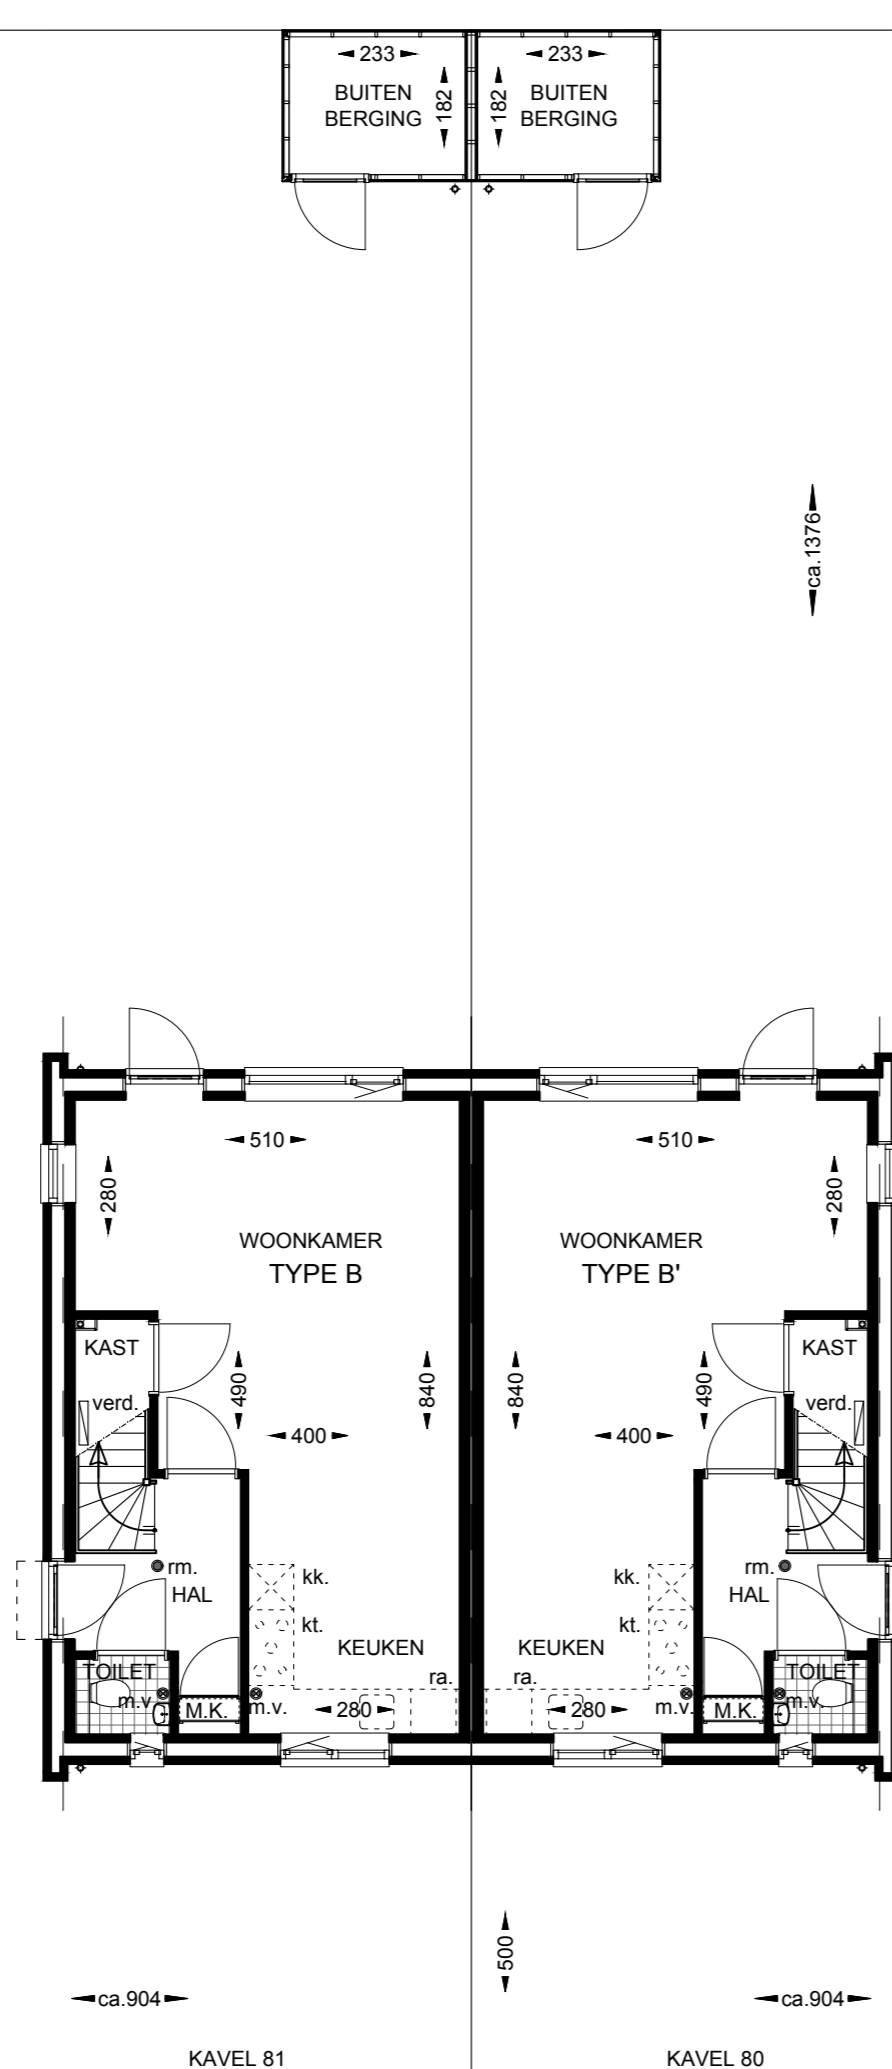 233 233
BUITEN BERGING 182 182 BUITEN BERGING
ca.1376
510 510
280 280
WOONKAMER WOONKAMER
TYPE B TYPE B'
KAST KAST
490 840 840 490
verd. verd.
400 400
rm. kk. kk. rm.
HAL HAL
kt. kt.
KEUKEN KEUKEN
TOILET ra. ra. TOILET
m.v. m.v. m.v. m.v.
M.K. 280 280 M.K.
500
ca.904 ca.904
KAVEL 81 KAVEL 80